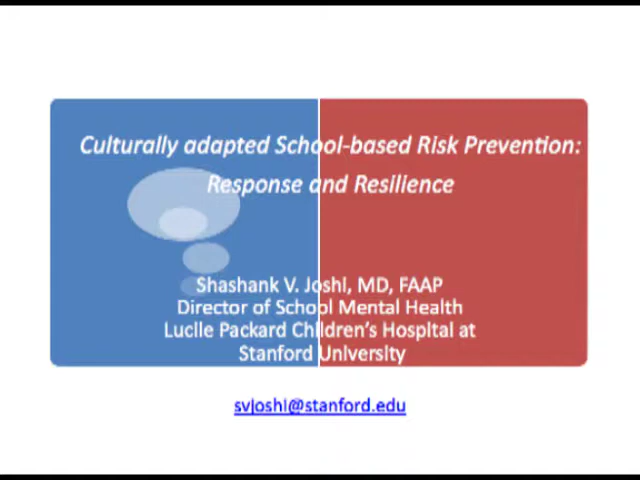 Culturally adapted School-based Risk Prevention:
Response and Resilience
Shashank V. Joshi, MD, FAAP
Director of School Mental Health
Lucile Packard Children's Hospital at
Stanford University
svjoshi@stanford.edu